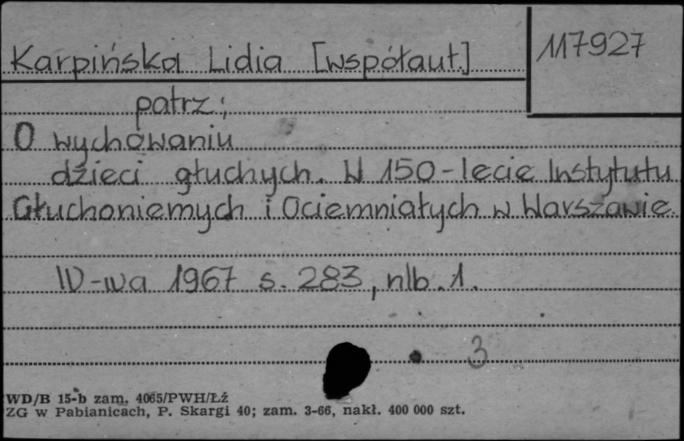 Karpińska Lidia [współaut.]
117927
patrz:
O wychowaniu
dzieci głuchych. W 150-lecie Instytutu
Głuchoniemych i Ociemniałych w Warszawie.
W-wa 1967 s. 283, nlb. 1.
3
WD/B 15-b zam. 4065/PWH/Łź
ZG w Pabianicach, P. Skargi 40; zam. 3-66, nakł. 400 000 szt.